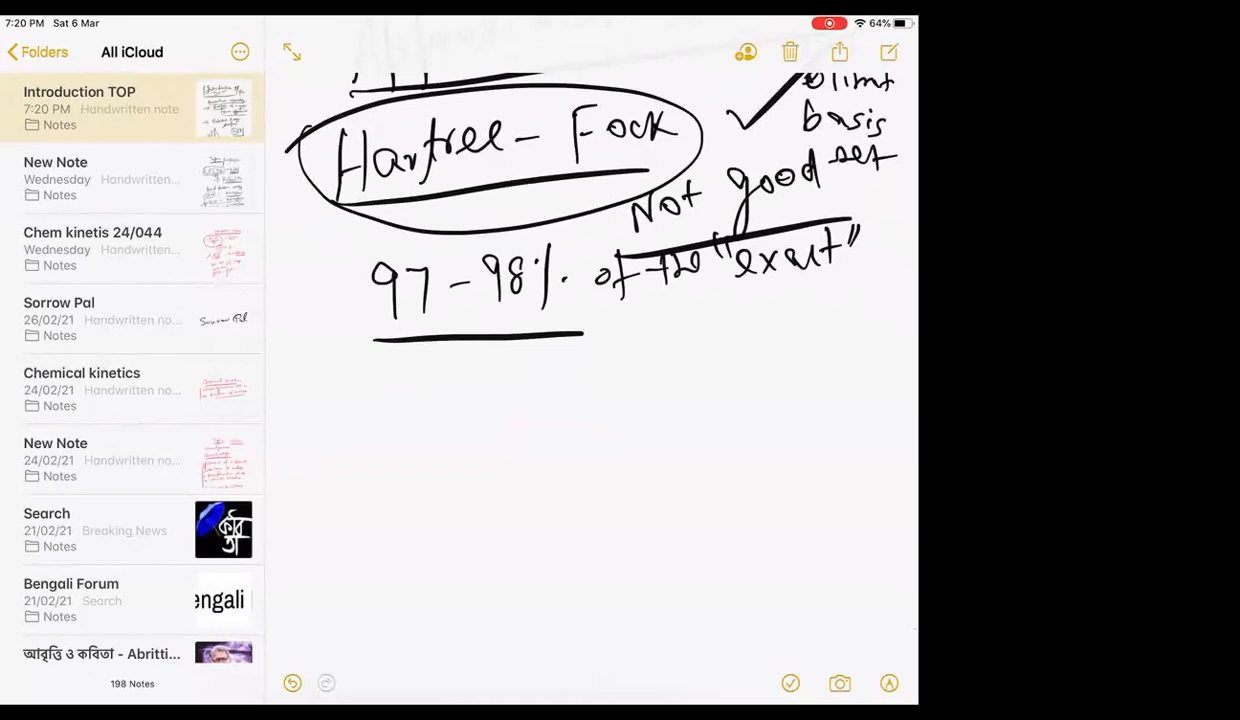 7:20 PM Sat 6 Mar
64%
Folders
All iCloud
Introduction TOP
7:20 PM Handwritten note
Notes
New Note
Wednesday Handwritten...
Notes
Chem kinetis 24/044
Wednesday Handwritten...
Notes
Sorrow Pal
26/02/21 Handwritten no...
Notes
Chemical kinetics
24/02/21 Handwritten no...
Notes
New Note
24/02/21 Handwritten no...
Notes
Search
21/02/21 Breaking News
Notes
Bengali Forum
21/02/21 Search
Notes
engali
আবৃত্তি ও কবিতা - Abritti...
198 Notes
limit
basis
set
Hartree - Fock
Not good
97 - 98% of the "exact"